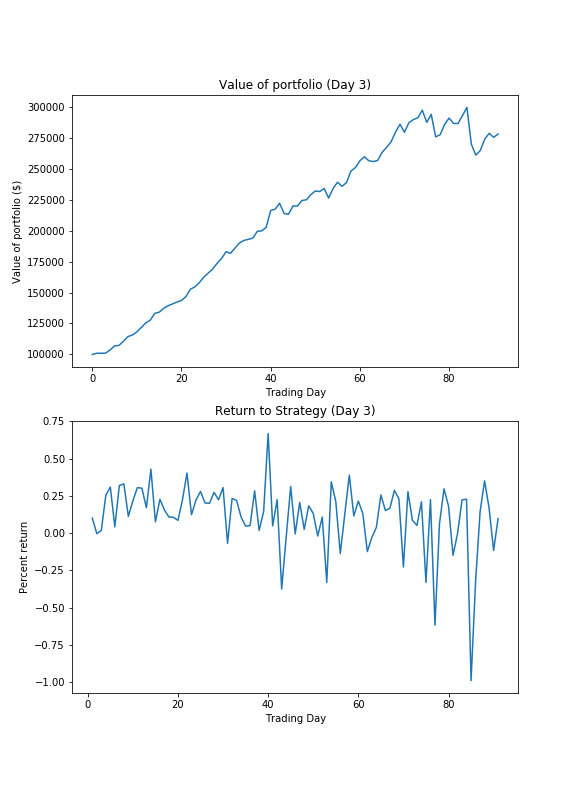 Value of portfolio (Day 3)
Value of portfolio ($)
300000
275000
250000
225000
200000
175000
150000
125000
100000
0 20 40 60 80
Trading Day
Return to Strategy (Day 3)
Percent return
0.75
0.50
0.25
0.00
−0.25
−0.50
−0.75
−1.00
0 20 40 60 80
Trading Day